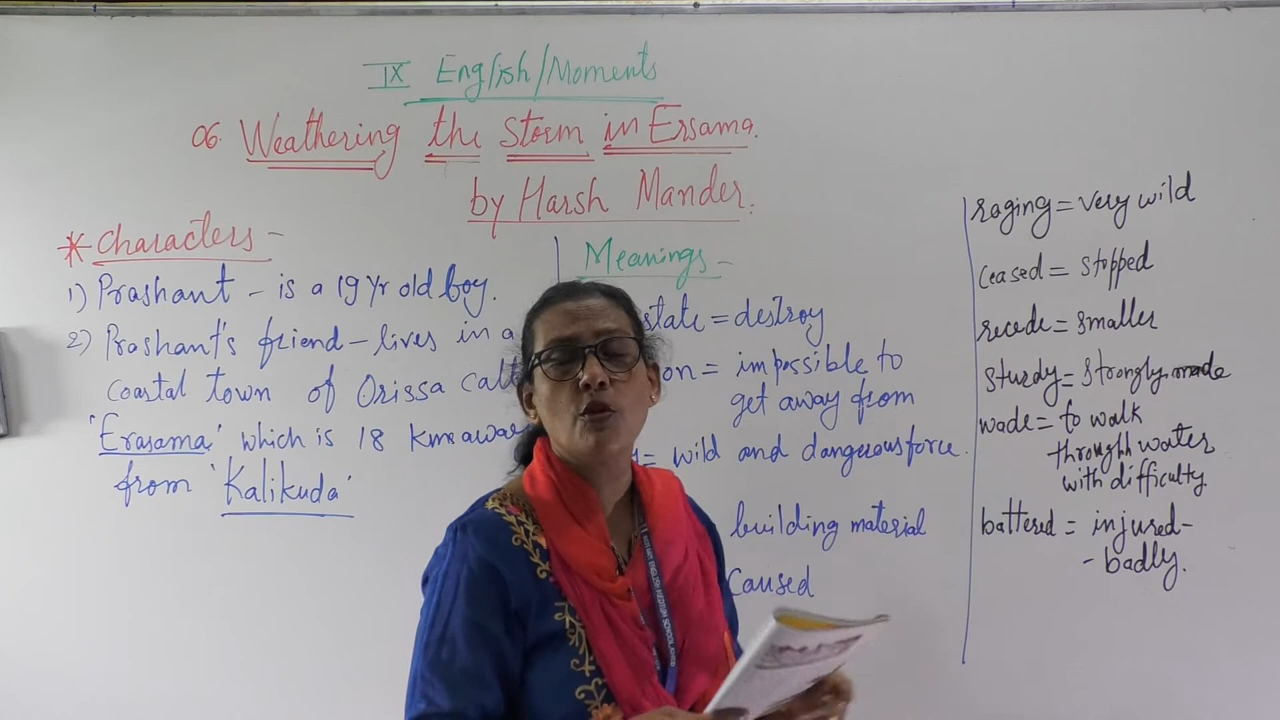 IX English/Moments
06. Weathering the Storm in Ersama.
by Harsh Mander.
* Characters -
1) Prashant - is a 19 yr old boy.
2) Prashant's friend - lives in a
coastal town of Orissa
'Erasama' which is 18 kms
from 'Kalikuda'
Meanings -
= destroy
= impossible to
get away from
= wild and dangerous force.
building material
Caused
raging = very wild
ceased = stopped
recede = smaller
sturdy = strongly made
wade = to walk
through water
with difficulty
battered = injured-
- badly.